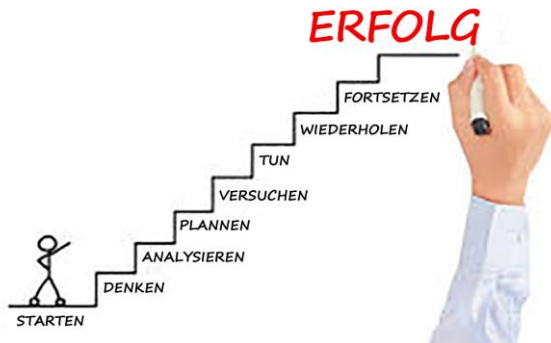 ERFOLG
FORTSETZEN
WIEDERHOLEN
TUN
VERSUCHEN
PLANNEN
ANALYSIEREN
DENKEN
STARTEN